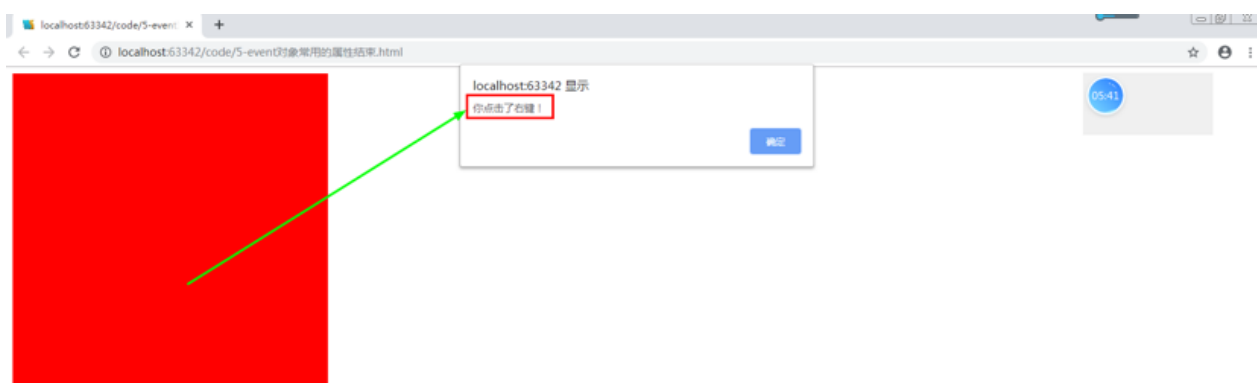 localhost:63342/code/5-event
localhost:63342/code/5-event对象常用的属性结束.html
localhost:63342 显示
你点击了右键！
确定
05:41